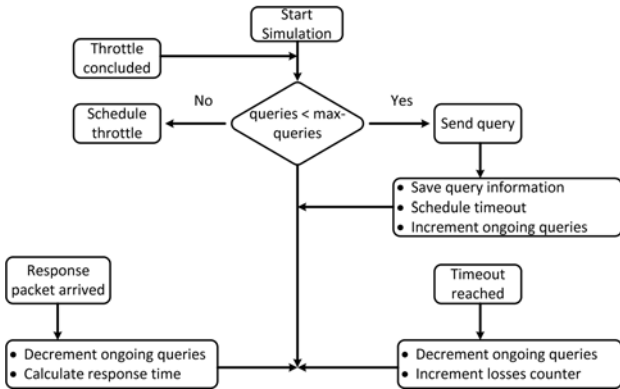 Start
Simulation
Throttle
concluded
No
queries < max-
queries
Yes
Schedule
throttle
Send query
• Save query information
• Schedule timeout
• Increment ongoing queries
Response
packet arrived
Timeout
reached
• Decrement ongoing queries
• Calculate response time
• Decrement ongoing queries
• Increment losses counter